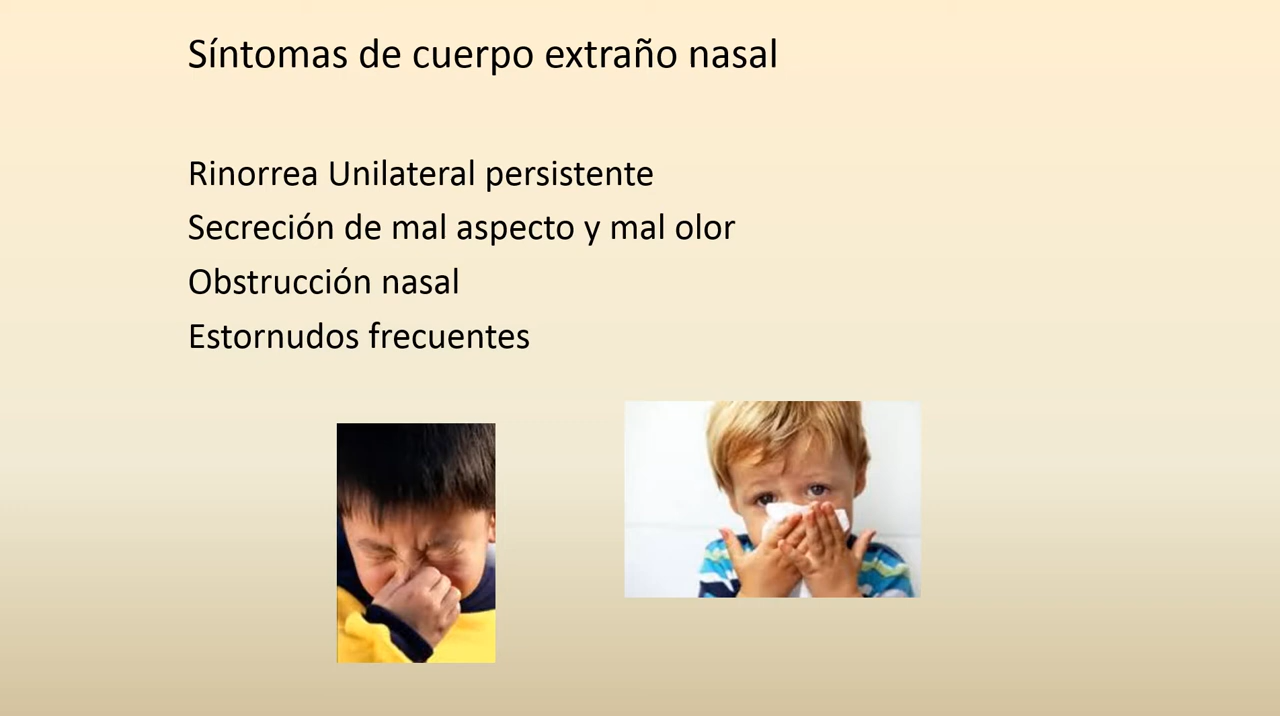 Síntomas de cuerpo extraño nasal
Rinorrea Unilateral persistente
Secreción de mal aspecto y mal olor
Obstrucción nasal
Estornudos frecuentes